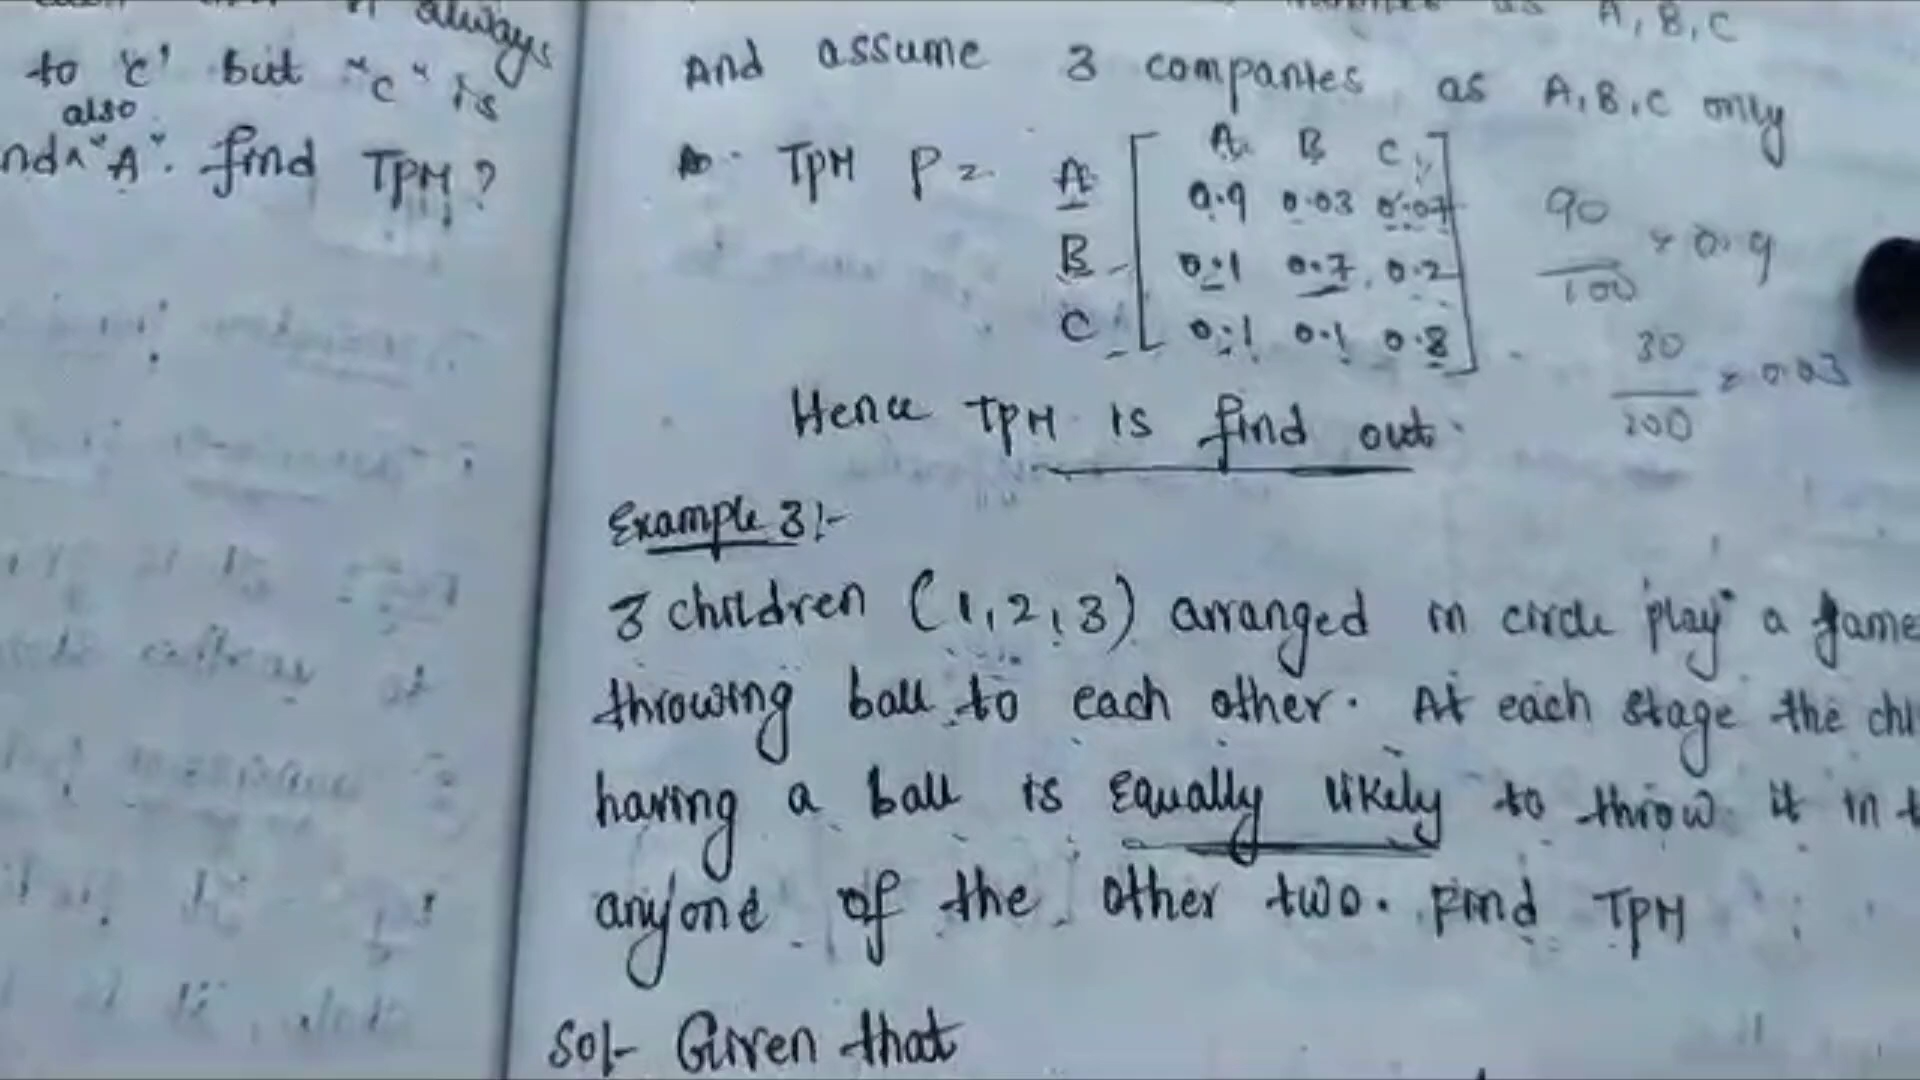 always
to 'c' but "c" is
also
"A". find TPM ?
A, B, C
And assume 3 companies as A, B, C only
TPM P =
A B C
A 0.9 0.03 0.07
B 0.1 0.7 0.2
C 0.1 0.1 0.8
90
100
0.9
30
100
0.03
Hence TPM is find out.
Example 3:-
3 children (1, 2, 3) arranged in circle "play" a game
throwing ball to each other. At each stage the chi
having a ball is equally likely to throw it in t
anyone of the other two. Find TPM
Sol- Given that